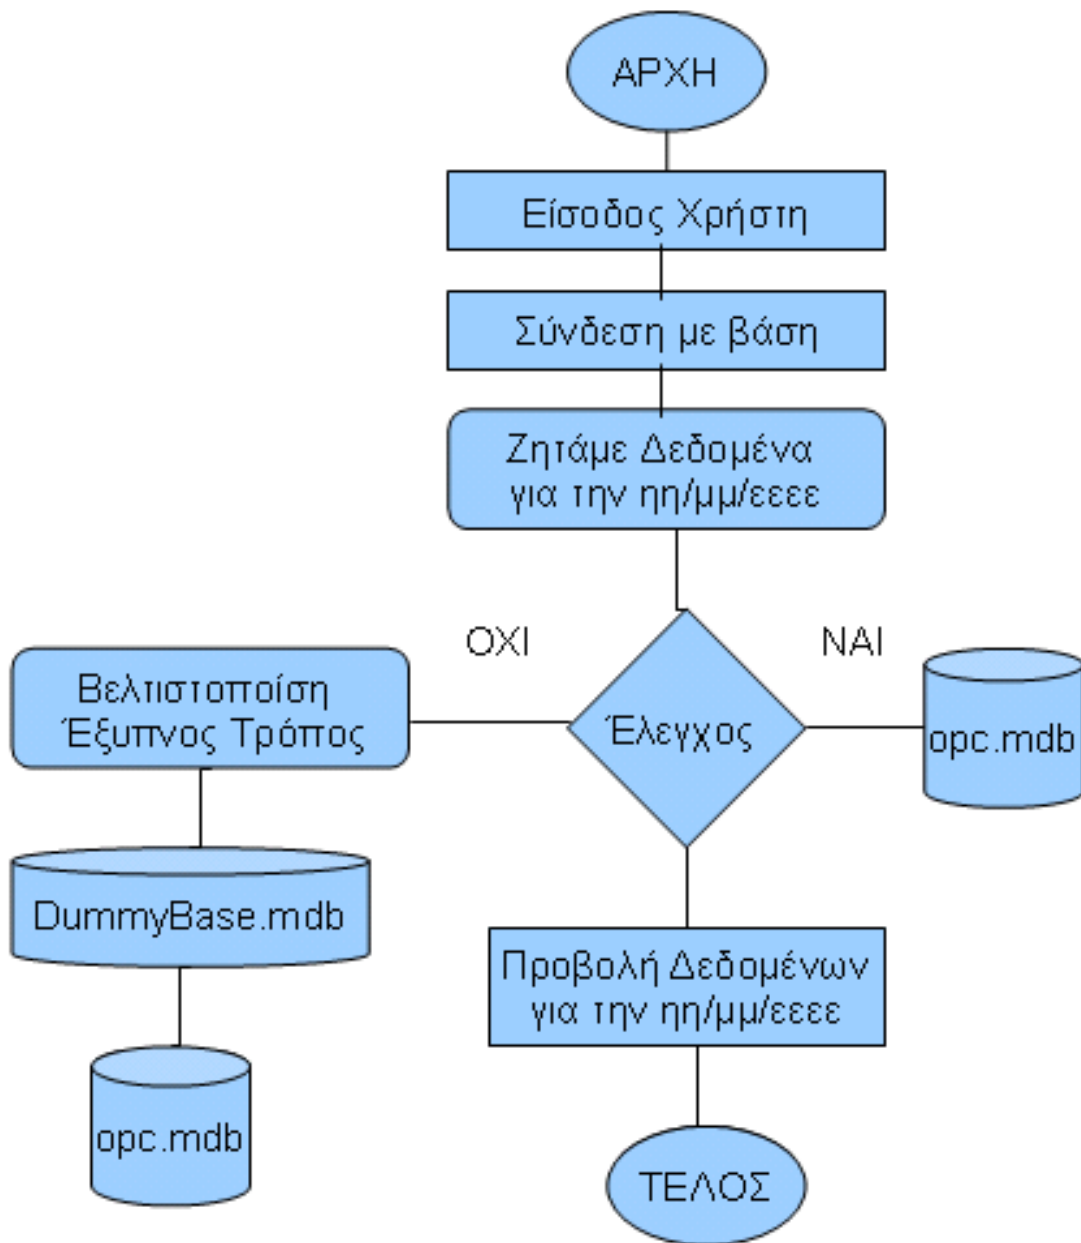 ΑΡΧΗ
Είσοδος Χρήστη
Σύνδεση με βάση
Ζητάμε Δεδομένα
για την ηη/μμ/εεεε
ΟΧΙ
ΝΑΙ
Βελτιστοποίση
Έξυπνος Τρόπος
Έλεγχος
opc.mdb
DummyBase.mdb
Προβολή Δεδομένων
για την ηη/μμ/εεεε
opc.mdb
ΤΕΛΟΣ